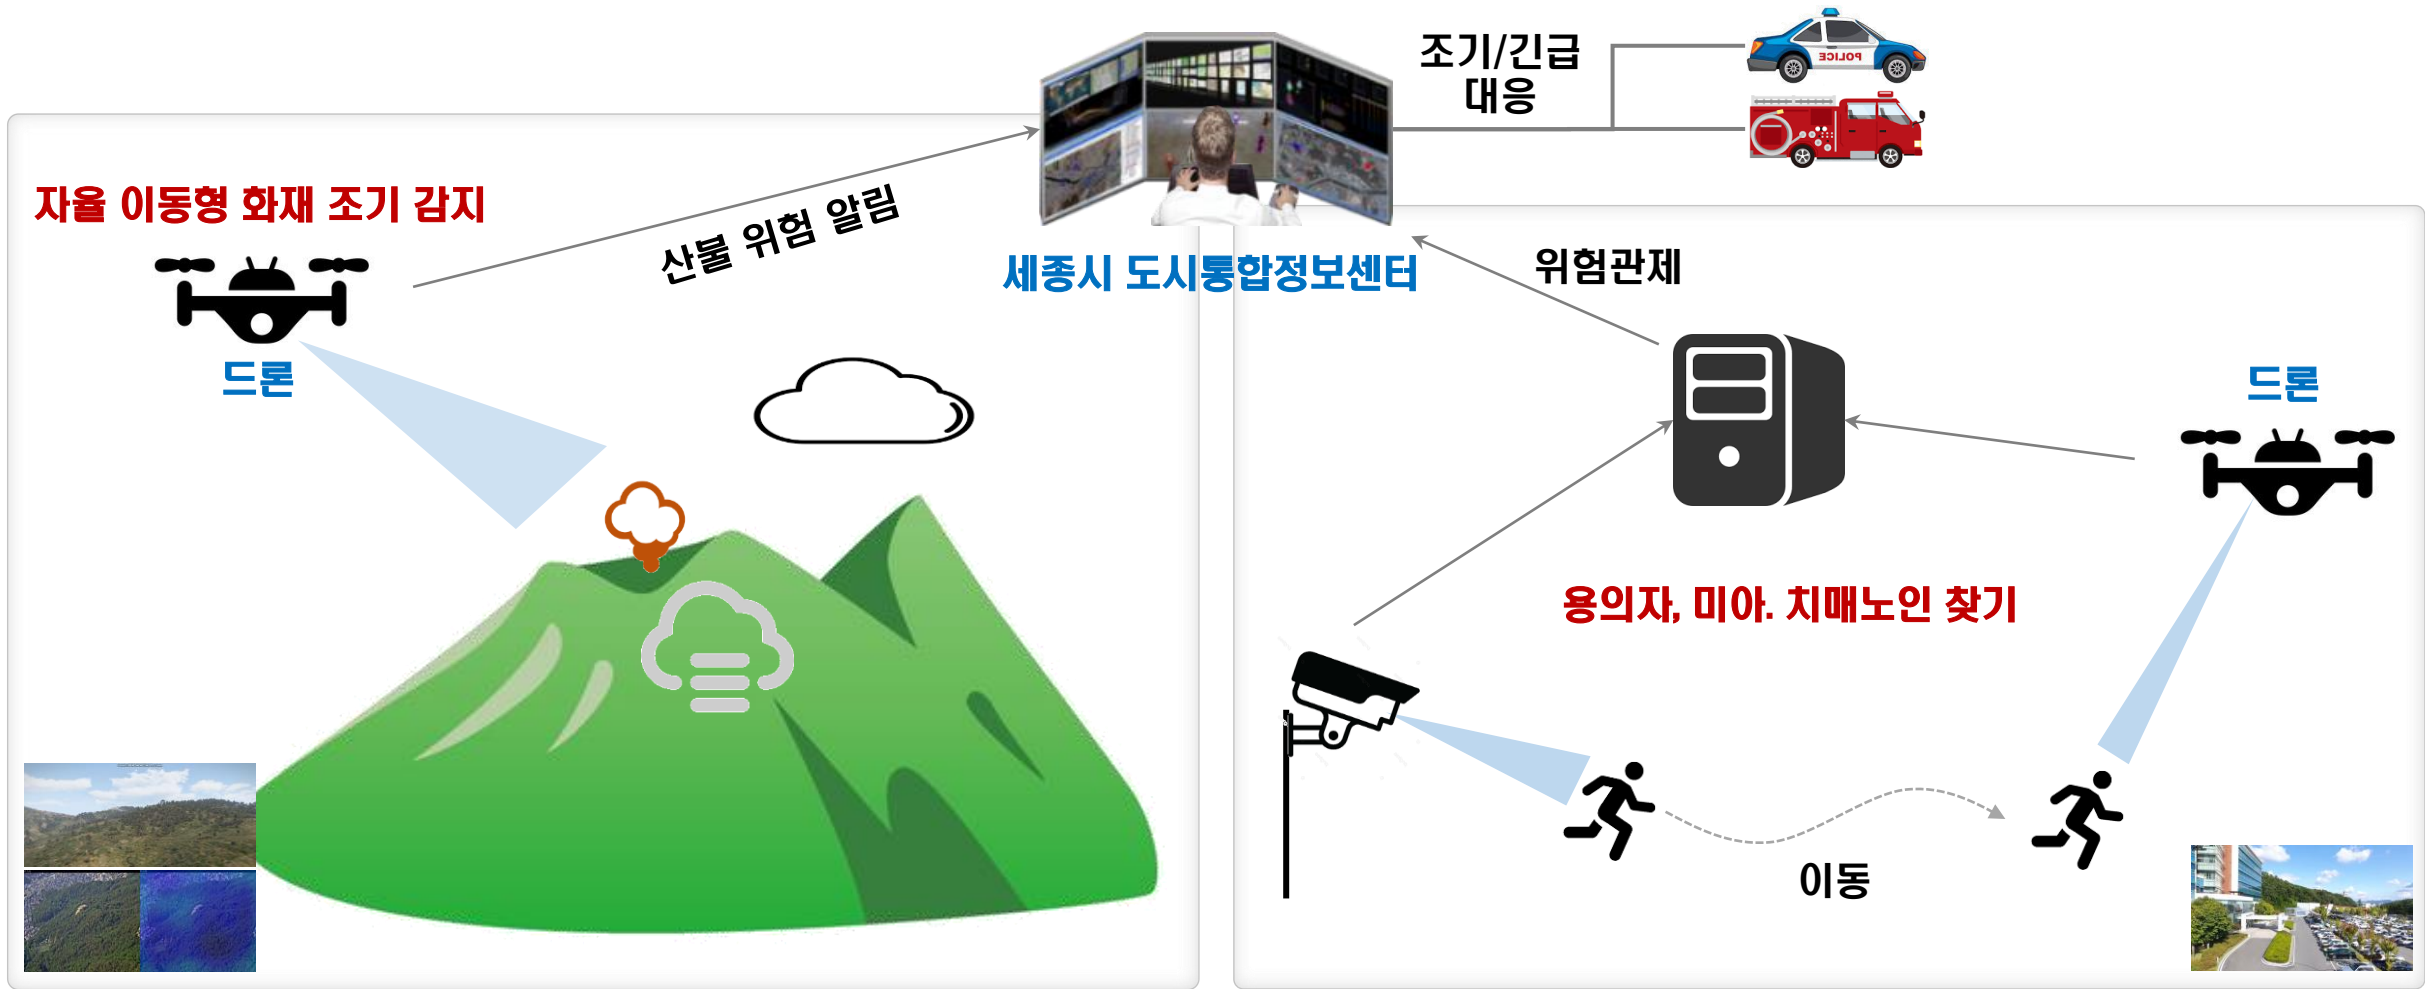 조기/긴급
대응
POLICE
자율 이동형 화재 조기 감지
산불 위험 알림
세종시 도시통합정보센터
위험관제
드론
드론
용의자, 미아. 치매노인 찾기
이동